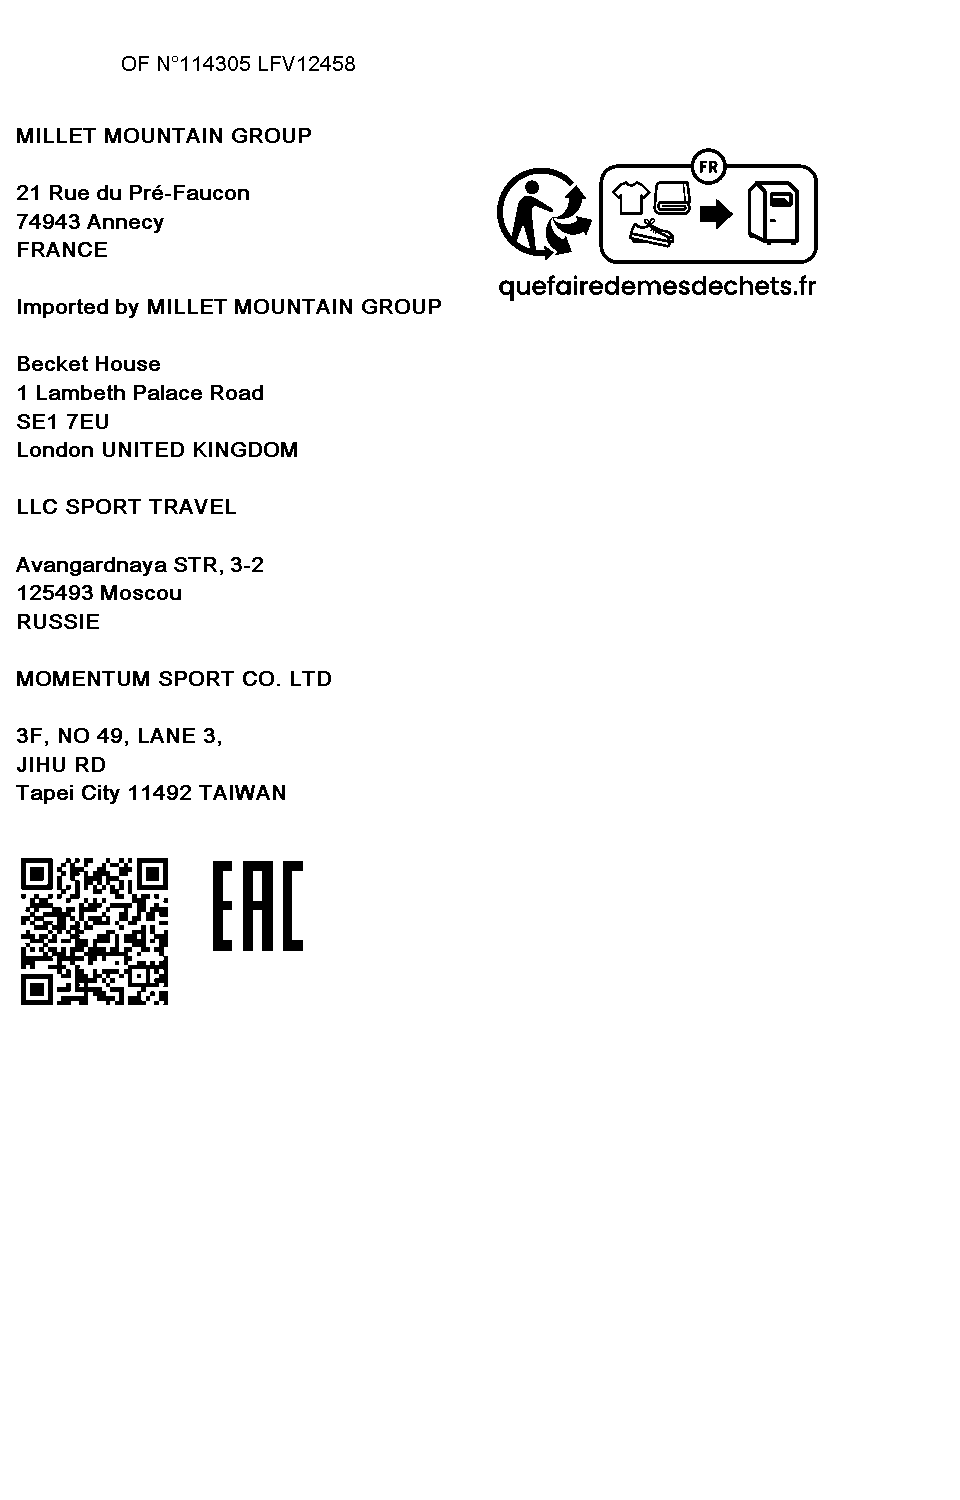 OF N°114305 LFV12458
MILLET MOUNTAIN GROUP
21 Rue du Pré-Faucon
74943 Annecy
FRANCE
Imported by MILLET MOUNTAIN GROUP
Becket House
1 Lambeth Palace Road
SE1 7EU
London UNITED KINGDOM
LLC SPORT TRAVEL
Avangardnaya STR, 3-2
125493 Moscou
RUSSIE
MOMENTUM SPORT CO. LTD
3F, NO 49, LANE 3,
JIHU RD
Tapei City 11492 TAIWAN
EAC
FR
quefairedemesdechets.fr